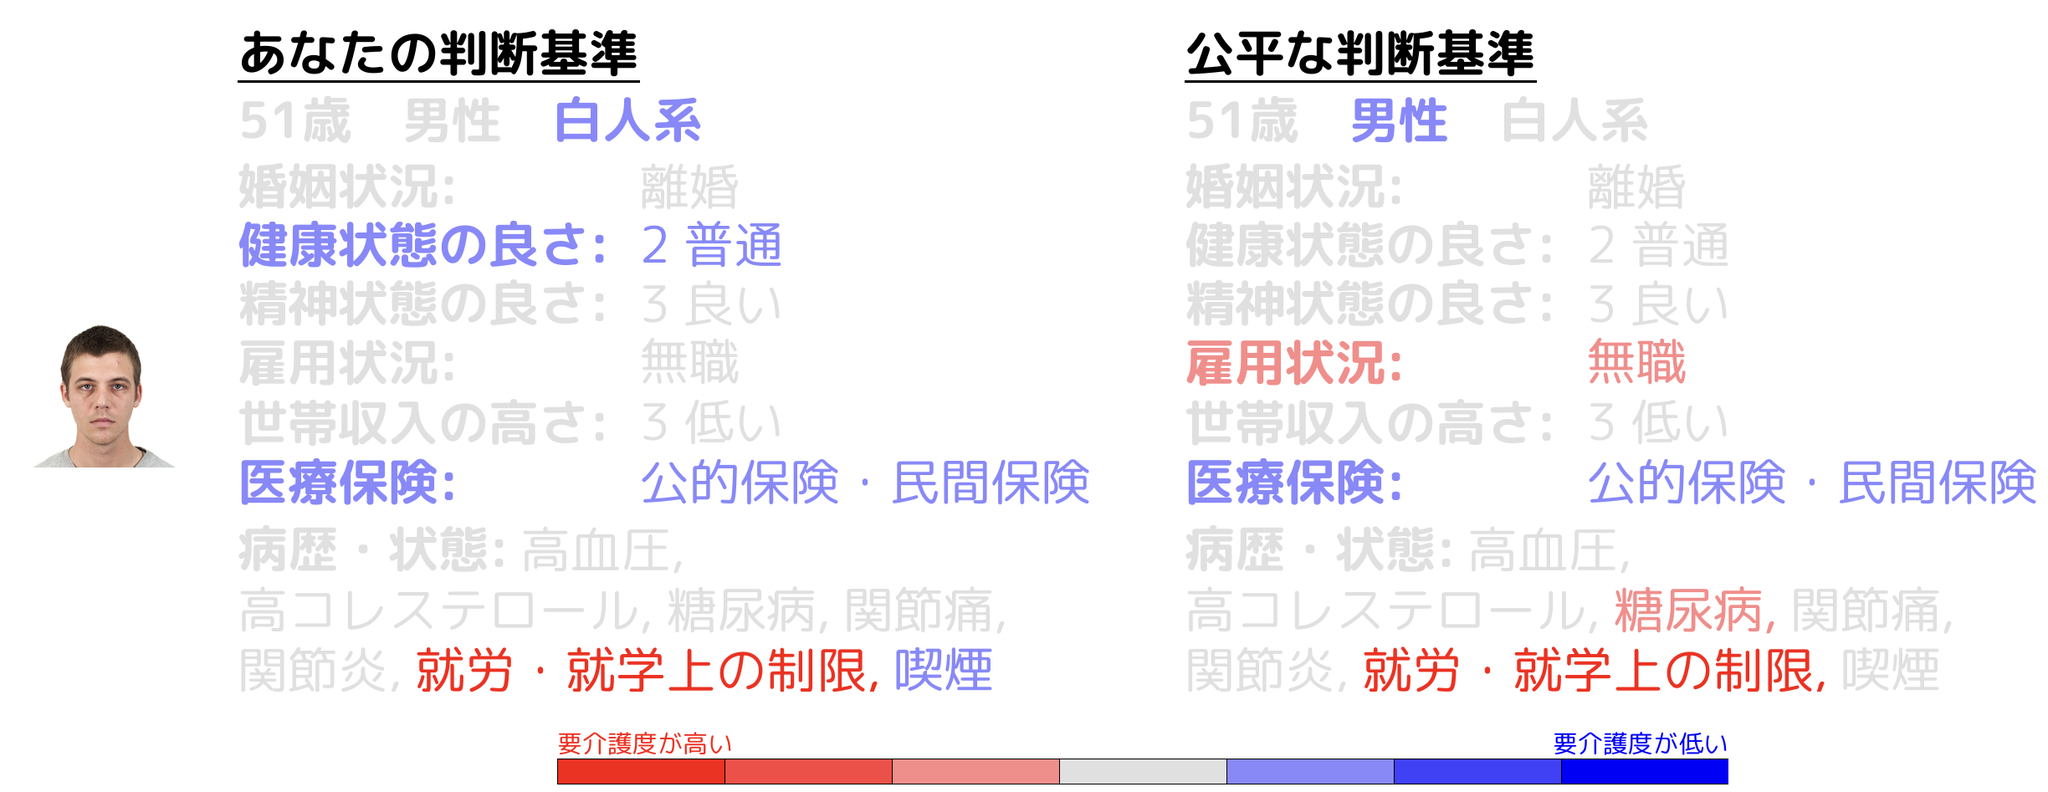 あなたの判断基準
51歳 男性 白人系
婚姻状況: 離婚
健康状態の良さ: 2 普通
精神状態の良さ: 3 良い
雇用状況: 無職
世帯収入の高さ: 3 低い
医療保険: 公的保険・民間保険
病歴・状態: 高血圧,
高コレステロール, 糖尿病, 関節痛,
関節炎, 就労・就学上の制限, 喫煙
公平な判断基準
51歳 男性 白人系
婚姻状況: 離婚
健康状態の良さ: 2 普通
精神状態の良さ: 3 良い
雇用状況: 無職
世帯収入の高さ: 3 低い
医療保険: 公的保険・民間保険
病歴・状態: 高血圧,
高コレステロール, 糖尿病, 関節痛,
関節炎, 就労・就学上の制限, 喫煙
要介護度が高い
要介護度が低い